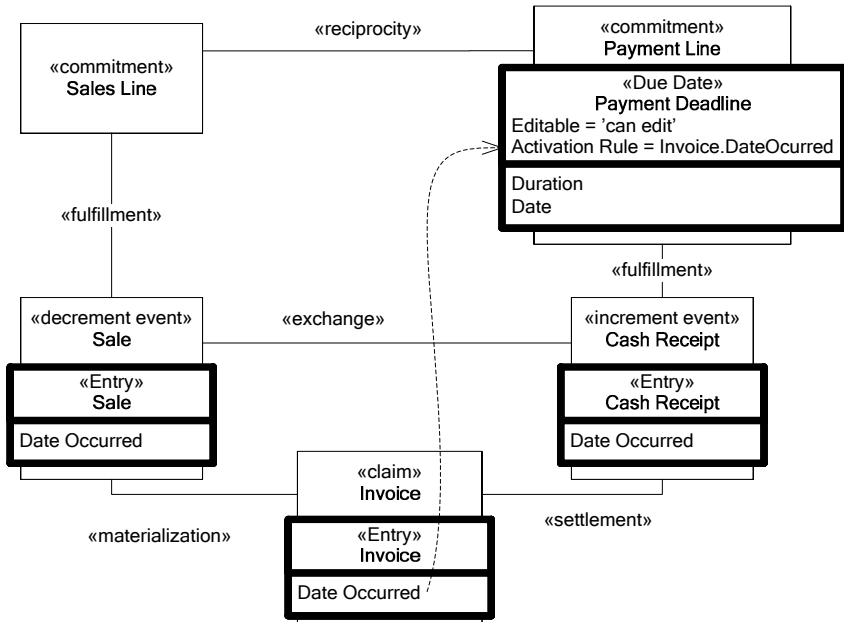 «reciprocity»
«commitment»
Sales Line
«commitment»
Payment Line
«Due Date»
Payment Deadline
Editable = ’can edit’
Activation Rule = Invoice.DateOcurred
Duration
Date
«fulfillment»
«fulfillment»
«decrement event»
Sale
«Entry»
Sale
Date Occurred
«exchange»
«increment event»
Cash Receipt
«Entry»
Cash Receipt
Date Occurred
«claim»
Invoice
«Entry»
Invoice
Date Occurred
«materialization»
«settlement»